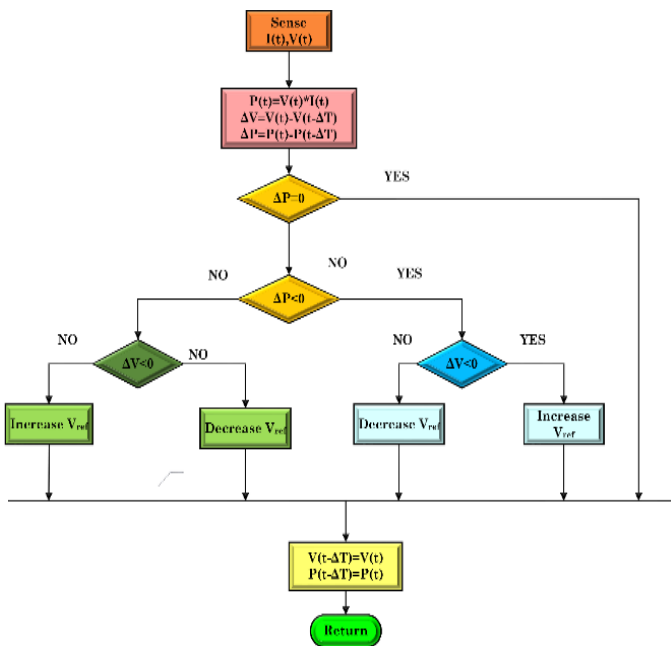 Sense
I(t),V(t)
P(t)=V(t)*I(t)
ΔV=V(t)-V(t-ΔT)
ΔP=P(t)-P(t-ΔT)
YES
ΔP=0
NO
NO
YES
ΔP<0
NO
NO
NO
YES
ΔV<0
ΔV<0
Increase Vref
Decrease Vref
Decrease Vref
Increase
Vref
V(t-ΔT)=V(t)
P(t-ΔT)=P(t)
Return